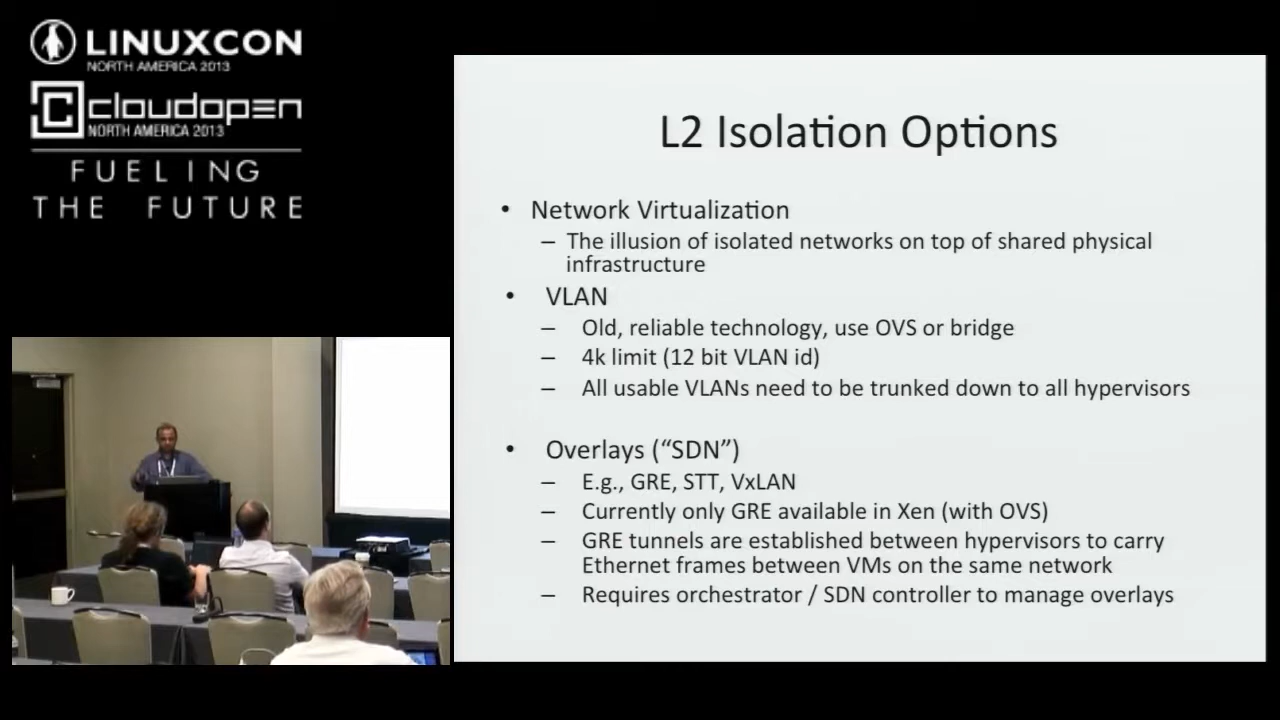 LINUXCON
NORTH AMERICA 2013
cloudopen
NORTH AMERICA 2013
FUELING
THE FUTURE
L2 Isolation Options
• Network Virtualization
– The illusion of isolated networks on top of shared physical
infrastructure
• VLAN
– Old, reliable technology, use OVS or bridge
– 4k limit (12 bit VLAN id)
– All usable VLANs need to be trunked down to all hypervisors
• Overlays (“SDN”)
– E.g., GRE, STT, VxLAN
– Currently only GRE available in Xen (with OVS)
– GRE tunnels are established between hypervisors to carry
Ethernet frames between VMs on the same network
– Requires orchestrator / SDN controller to manage overlays